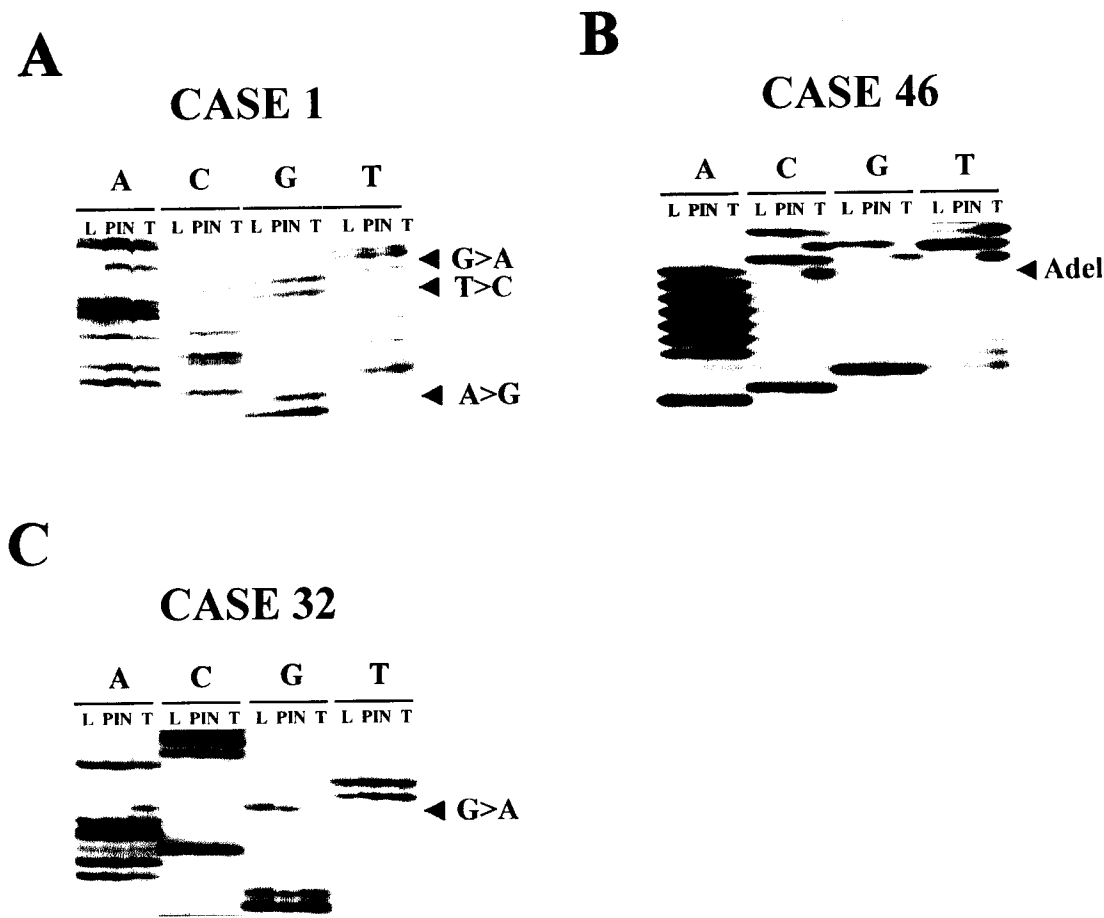 A
CASE 1
A C G T
L PIN T L PIN T L PIN T L PIN T
G>A
T>C
A>G
B
CASE 46
A C G T
L PIN T L PIN T L PIN T L PIN T
Adel
C
CASE 32
A C G T
L PIN T L PIN T L PIN T L PIN T
G>A